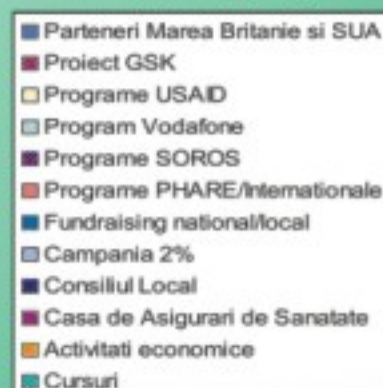 Parteneri Marea Britanie si SUA
Proiect GSK
Programe USAID
Program Vodafone
Programe SOROS
Programe PHARE/Internationale
Fundraising national/local
Campania 2%
Consiliul Local
Casa de Asigurari de Sanatate
Activitati economice
Cursuri